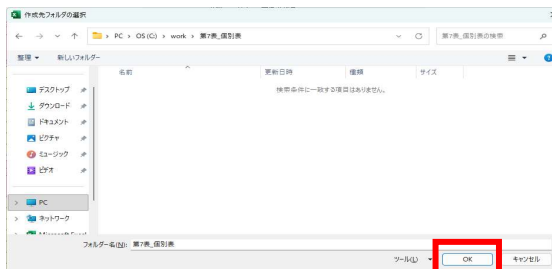 作成先フォルダの選択
PC > OS (C:) > work > 第7表_個別表
第7表_個別表の検索
整理 新しいフォルダー
名前 更新日時 種類 サイズ
検索条件に一致する項目はありません。
デスクトップ
ダウンロード
ドキュメント
ピクチャ
ミュージック
ビデオ
PC
ネットワーク
フォルダー名(N): 第7表_個別表
ツール(L) OK キャンセル